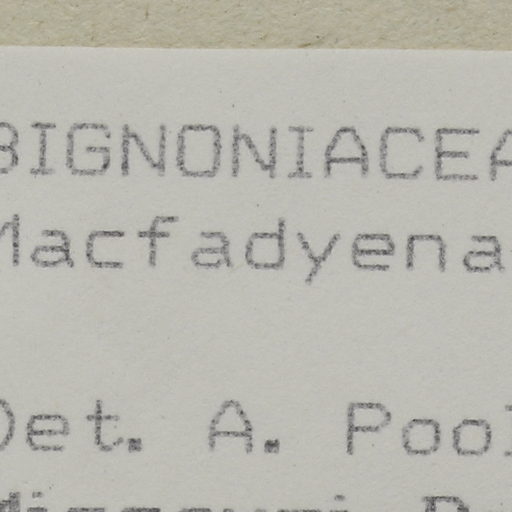 BIGNONIACEA
Macfadyena
Det. A. Pool